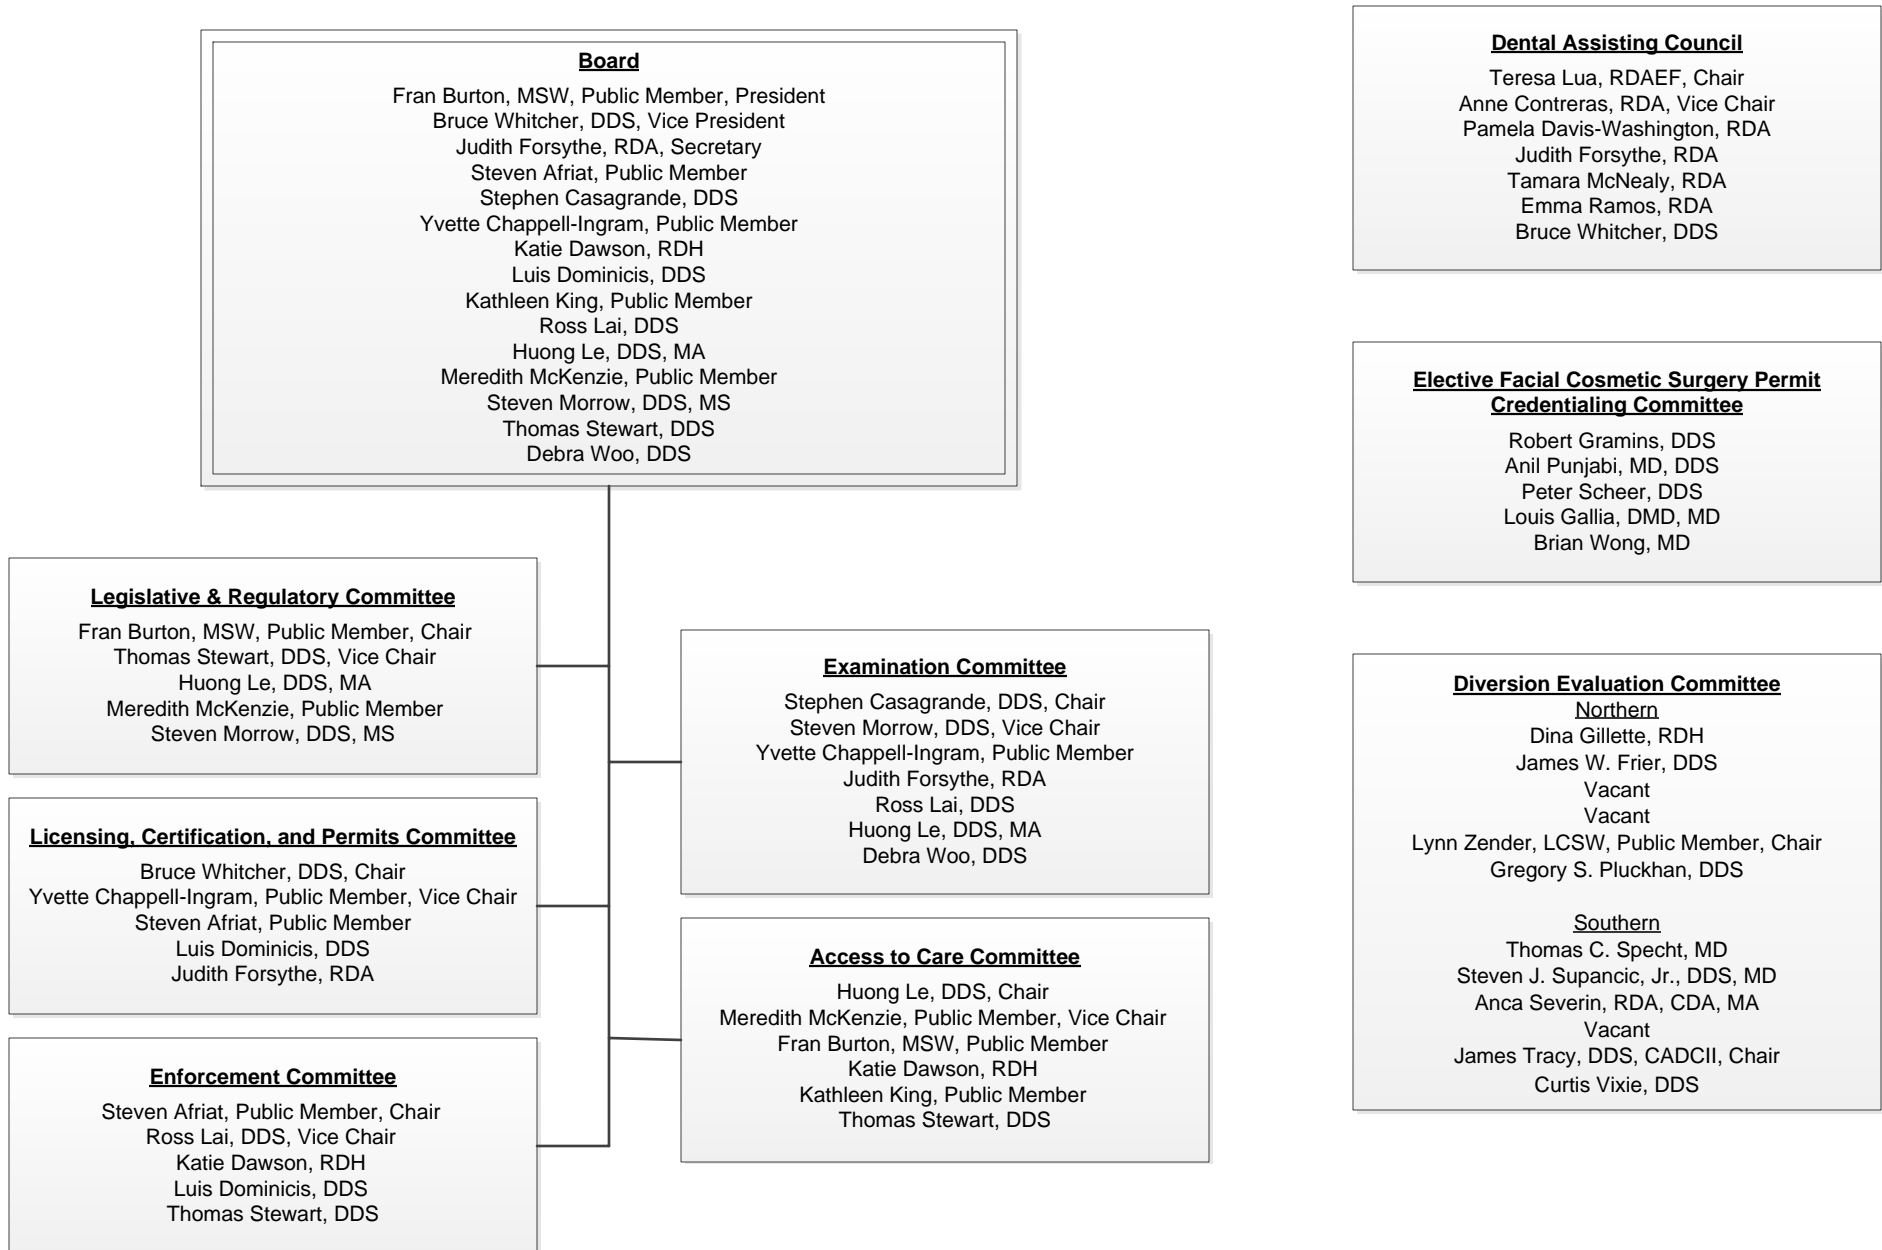 Board
Fran Burton, MSW, Public Member, President
Bruce Whitcher, DDS, Vice President
Judith Forsythe, RDA, Secretary
Steven Afriat, Public Member
Stephen Casagrande, DDS
Yvette Chappell-Ingram, Public Member
Katie Dawson, RDH
Luis Dominicis, DDS
Kathleen King, Public Member
Ross Lai, DDS
Huong Le, DDS, MA
Meredith McKenzie, Public Member
Steven Morrow, DDS, MS
Thomas Stewart, DDS
Debra Woo, DDS
Legislative & Regulatory Committee
Fran Burton, MSW, Public Member, Chair
Thomas Stewart, DDS, Vice Chair
Huong Le, DDS, MA
Meredith McKenzie, Public Member
Steven Morrow, DDS, MS
Licensing, Certification, and Permits Committee
Bruce Whitcher, DDS, Chair
Yvette Chappell-Ingram, Public Member, Vice Chair
Steven Afriat, Public Member
Luis Dominicis, DDS
Judith Forsythe, RDA
Enforcement Committee
Steven Afriat, Public Member, Chair
Ross Lai, DDS, Vice Chair
Katie Dawson, RDH
Luis Dominicis, DDS
Thomas Stewart, DDS
Examination Committee
Stephen Casagrande, DDS, Chair
Steven Morrow, DDS, Vice Chair
Yvette Chappell-Ingram, Public Member
Judith Forsythe, RDA
Ross Lai, DDS
Huong Le, DDS, MA
Debra Woo, DDS
Access to Care Committee
Huong Le, DDS, Chair
Meredith McKenzie, Public Member, Vice Chair
Fran Burton, MSW, Public Member
Katie Dawson, RDH
Kathleen King, Public Member
Thomas Stewart, DDS
Dental Assisting Council
Teresa Lua, RDAEF, Chair
Anne Contreras, RDA, Vice Chair
Pamela Davis-Washington, RDA
Judith Forsythe, RDA
Tamara McNealy, RDA
Emma Ramos, RDA
Bruce Whitcher, DDS
Elective Facial Cosmetic Surgery Permit
Credentialing Committee
Robert Gramins, DDS
Anil Punjabi, MD, DDS
Peter Scheer, DDS
Louis Gallia, DMD, MD
Brian Wong, MD
Diversion Evaluation Committee
Northern
Dina Gillette, RDH
James W. Frier, DDS
Vacant
Vacant
Lynn Zender, LCSW, Public Member, Chair
Gregory S. Pluckhan, DDS
Southern
Thomas C. Specht, MD
Steven J. Supancic, Jr., DDS, MD
Anca Severin, RDA, CDA, MA
Vacant
James Tracy, DDS, CADCII, Chair
Curtis Vixie, DDS